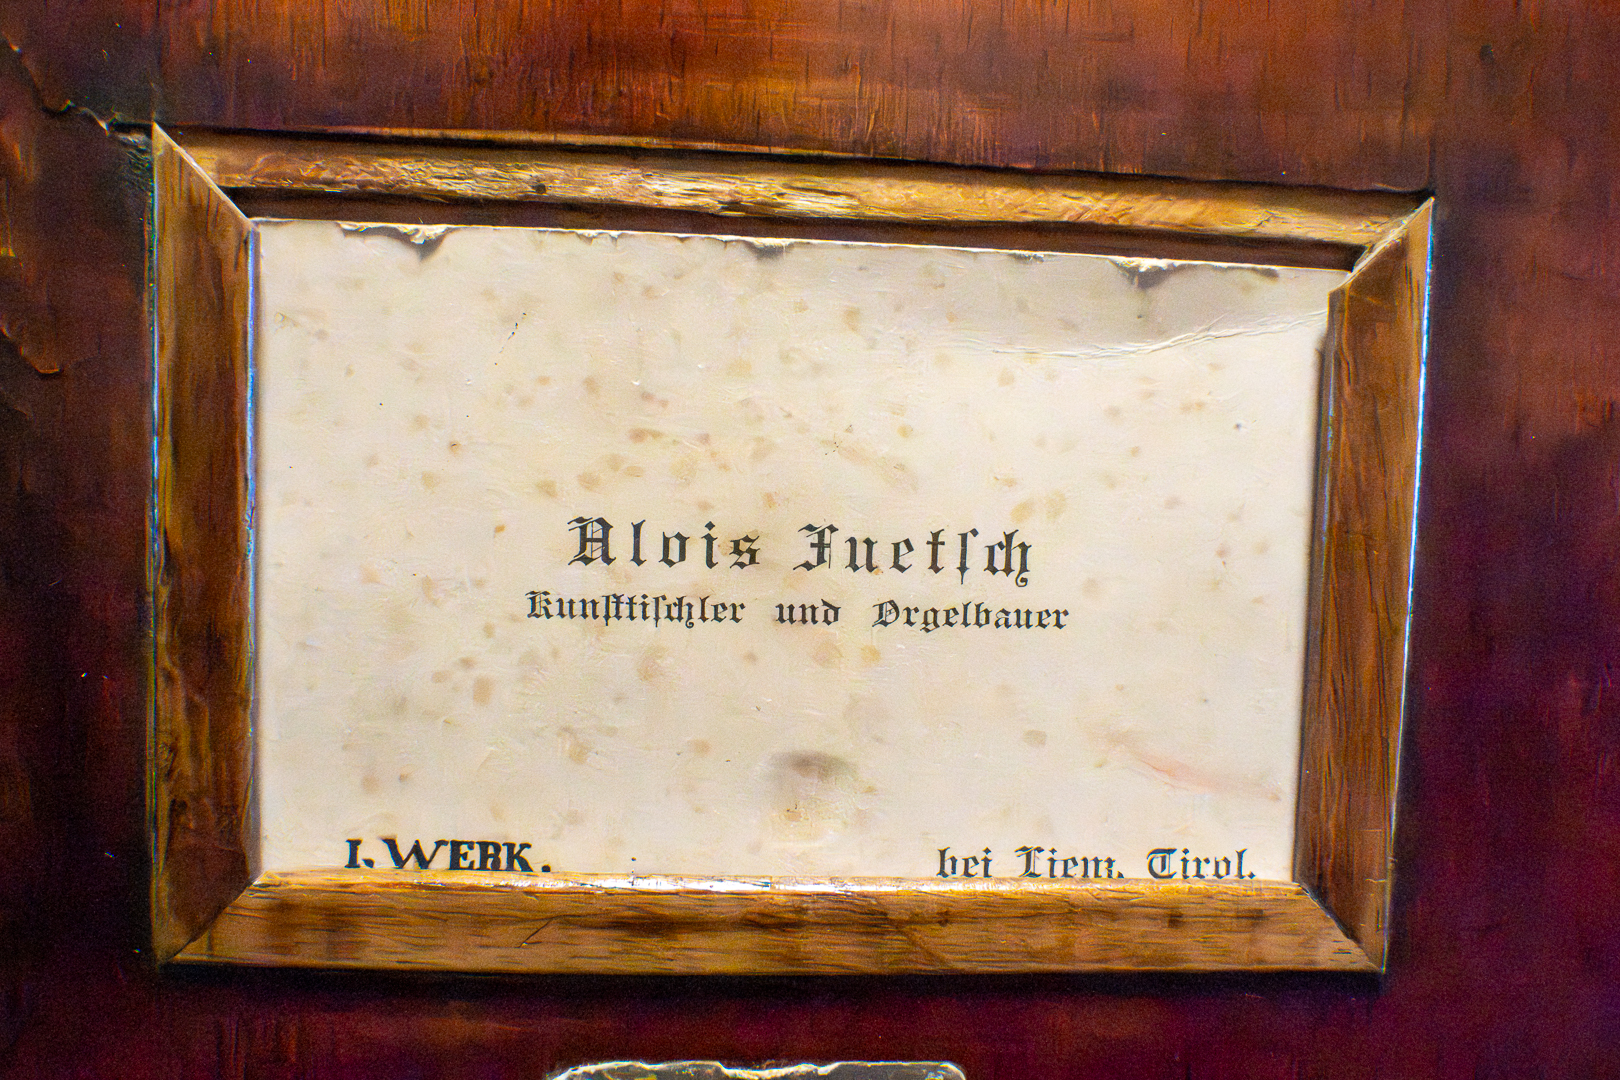 Alois Fuetsch
Kunsttischler und Orgelbauer
I. WERK.
bei Lienz, Tirol.